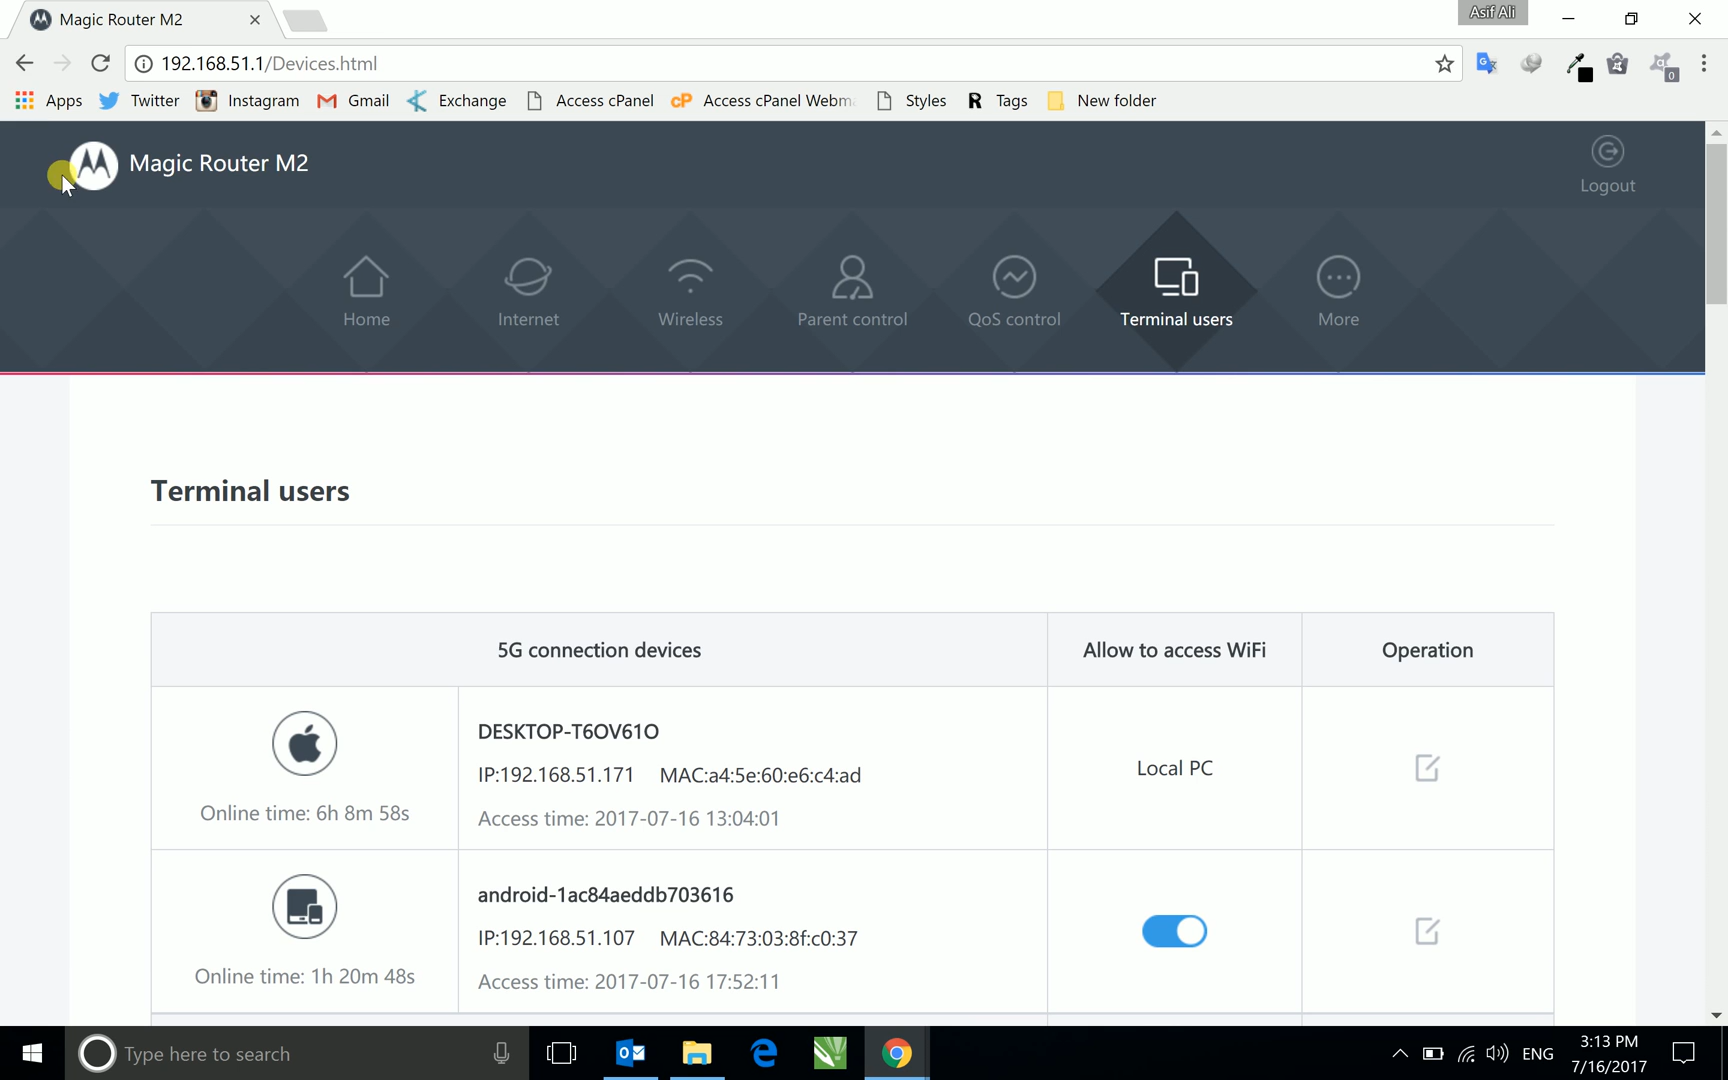 Magic Router M2
Asif Ali
192.168.51.1/Devices.html
Apps Twitter Instagram Gmail Exchange Access cPanel cP Access cPanel Webm Styles R Tags New folder
0
Magic Router M2
Logout
Home Internet Wireless Parent control QoS control Terminal users More
Terminal users
5G connection devices Allow to access WiFi Operation
DESKTOP-T6OV61O
IP:192.168.51.171 MAC:a4:5e:60:e6:c4:ad
Local PC
Online time: 6h 8m 58s
Access time: 2017-07-16 13:04:01
android-1ac84aeddb703616
IP:192.168.51.107 MAC:84:73:03:8f:c0:37
Online time: 1h 20m 48s
Access time: 2017-07-16 17:52:11
Type here to search
ENG
3:13 PM
7/16/2017